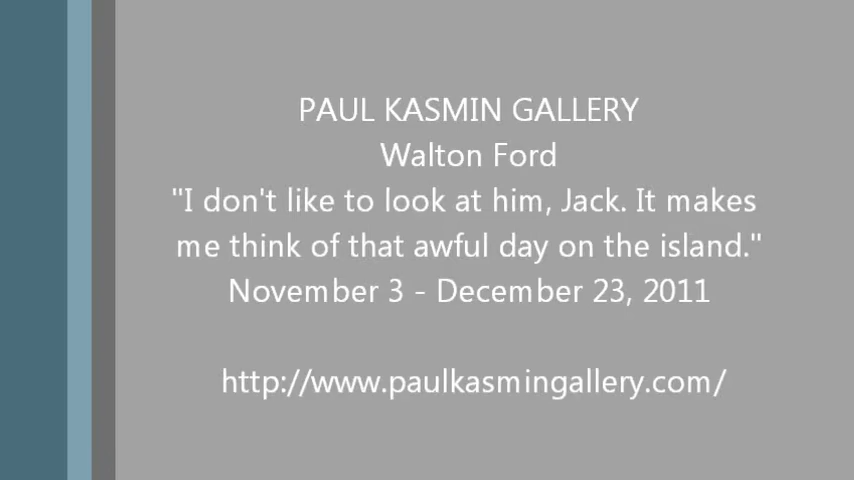 PAUL KASMIN GALLERY
Walton Ford
"I don't like to look at him, Jack. It makes
me think of that awful day on the island."
November 3 - December 23, 2011
http://www.paulkasmingallery.com/